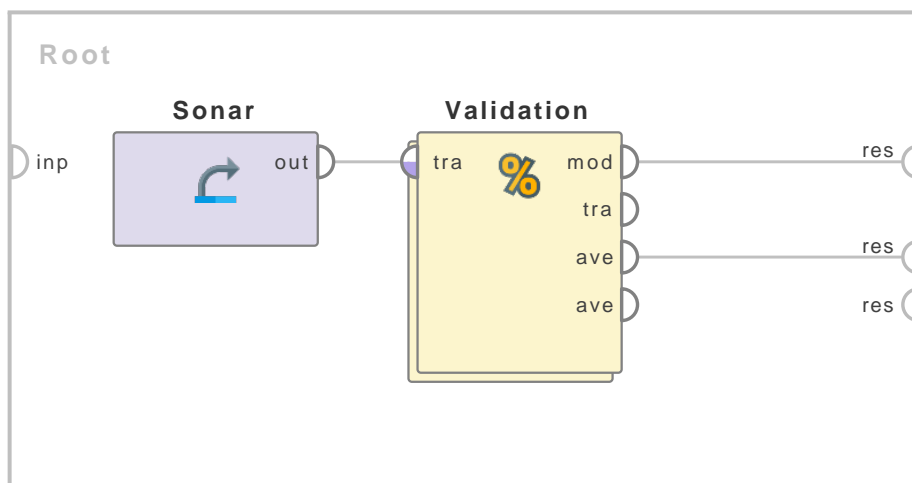 Root
Sonar
Validation
inp
out
tra
%
mod
res
tra
ave
res
ave
res